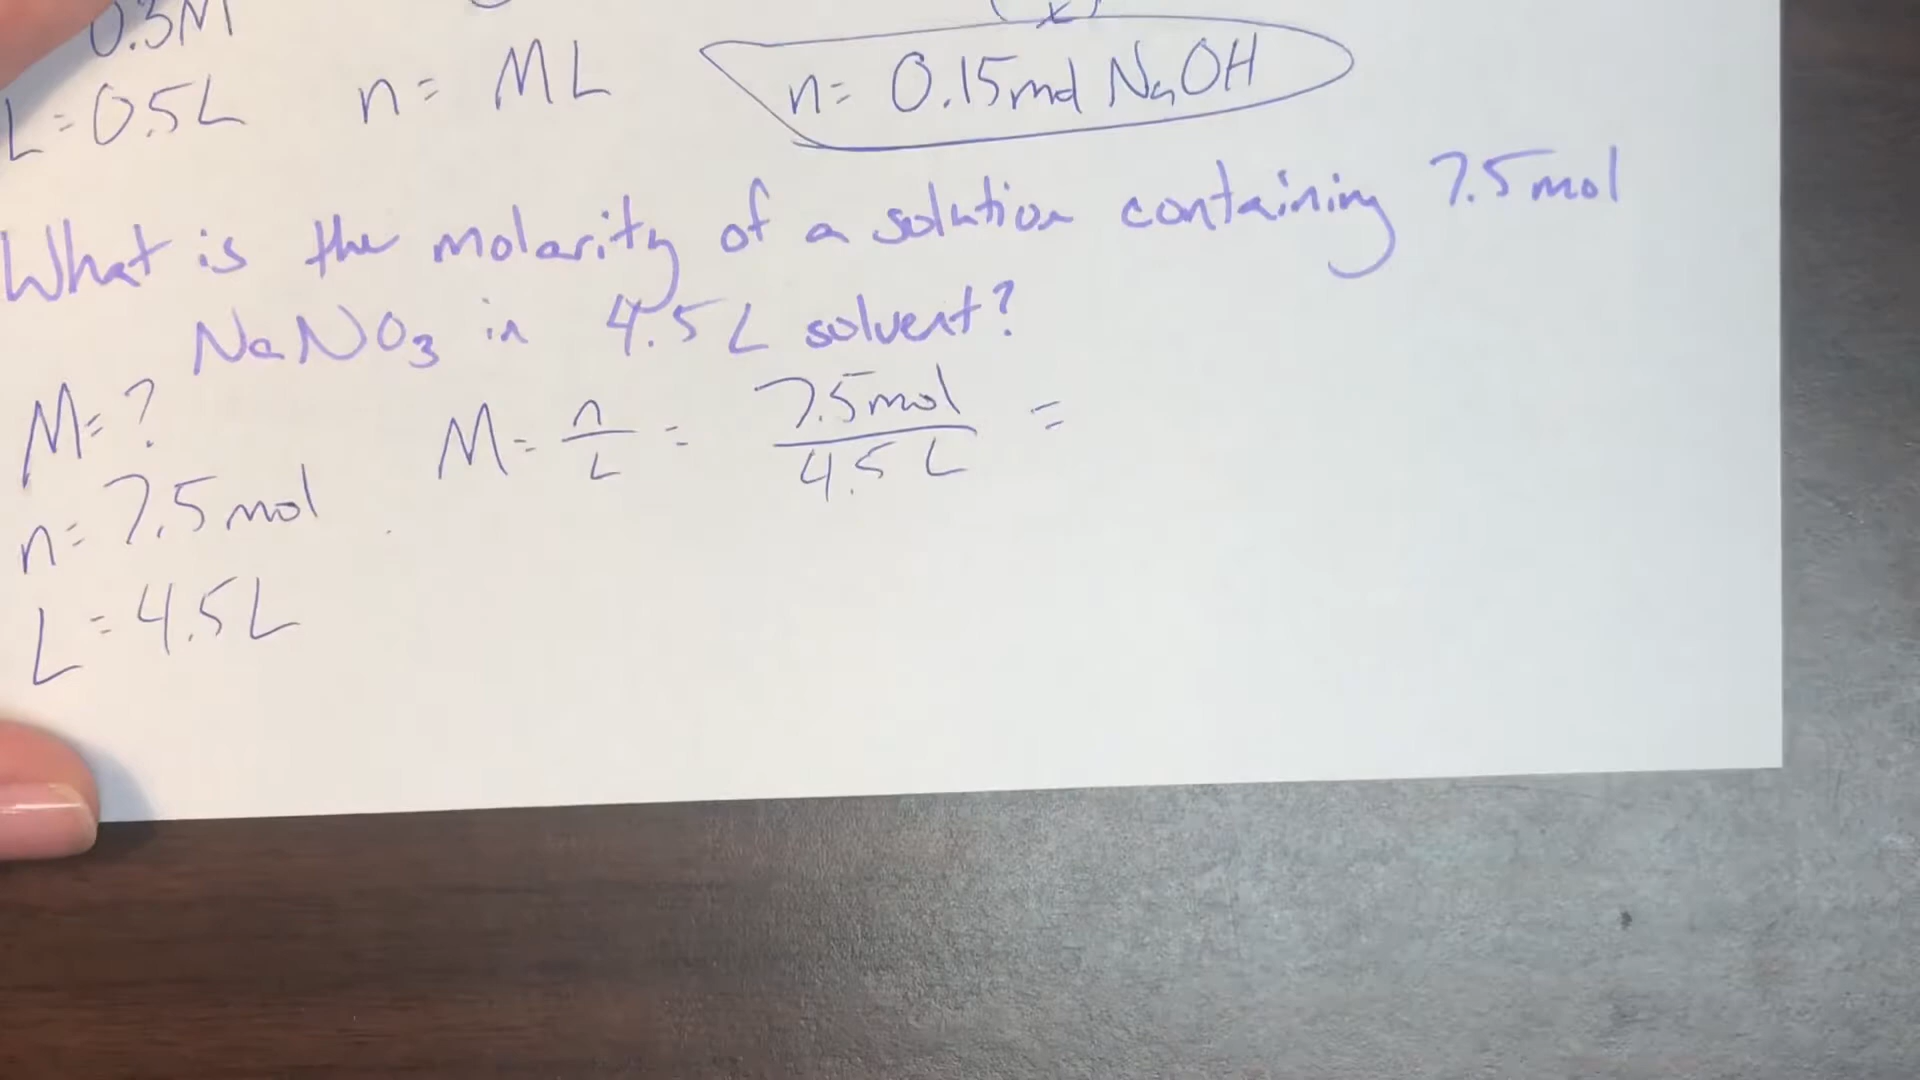 0.3M
L=0.5L n= ML n= 0.15mol NaOH
What is the molarity of a solution containing 7.5mol
NaNO3 in 4.5L solvent?
M=? M= n/L = 7.5mol/4.5L =
n=7.5mol
L=4.5L